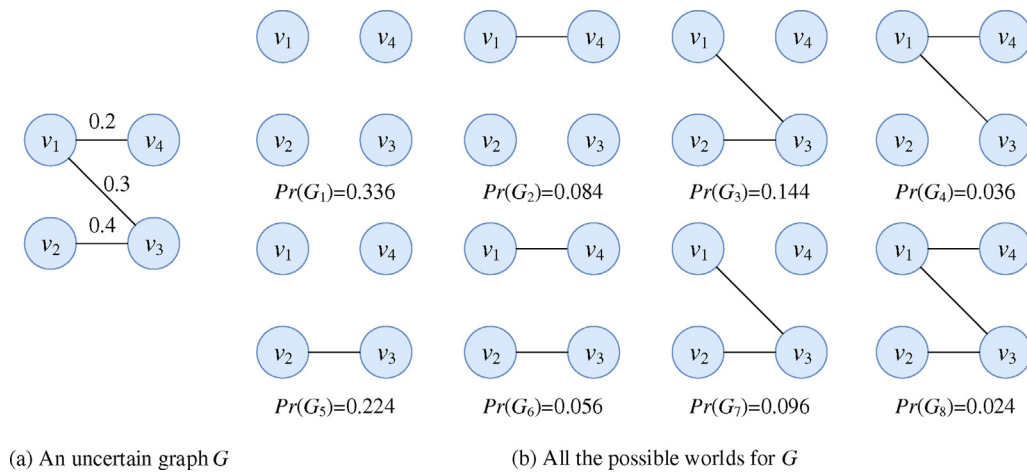 v1 v4 v1 v4 v1 v4 v1 v4
v1 0.2 v4
0.3
0.4
v2 v3
v2 v3 v2 v3 v2 v3 v2 v3
Pr(G1)=0.336 Pr(G2)=0.084 Pr(G3)=0.144 Pr(G4)=0.036
v1 v4 v1 v4 v1 v4 v1 v4
v2 v3 v2 v3 v2 v3 v2 v3
Pr(G5)=0.224 Pr(G6)=0.056 Pr(G7)=0.096 Pr(G8)=0.024
(a) An uncertain graph G
(b) All the possible worlds for G